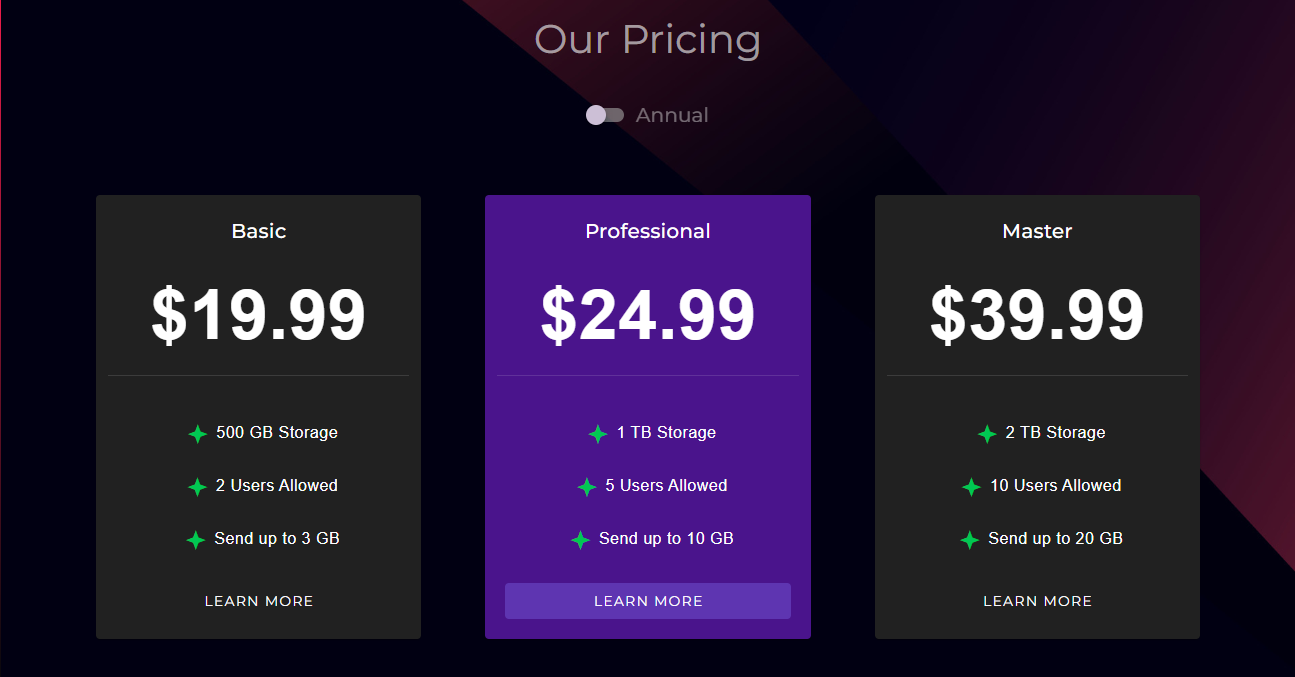 Our Pricing
Annual
Basic
$19.99
500 GB Storage
2 Users Allowed
Send up to 3 GB
LEARN MORE
Professional
$24.99
1 TB Storage
5 Users Allowed
Send up to 10 GB
LEARN MORE
Master
$39.99
2 TB Storage
10 Users Allowed
Send up to 20 GB
LEARN MORE